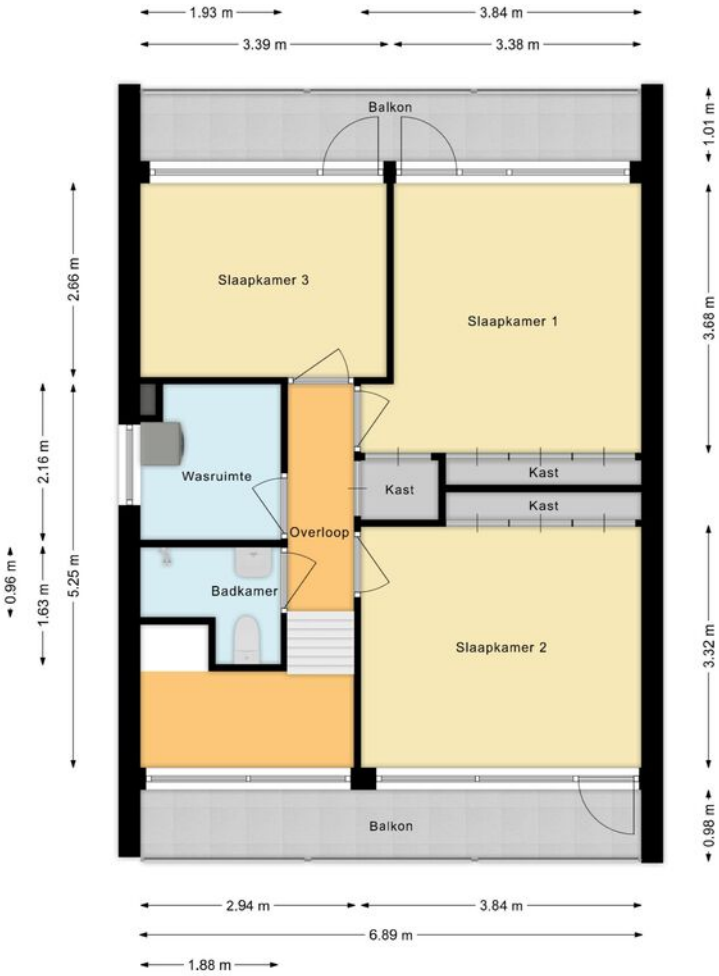 1.93 m
3.84 m
3.39 m
3.38 m
Balkon
1.01 m
2.66 m
Slaapkamer 3
Slaapkamer 1
3.68 m
2.16 m
Wasruimte
Kast
Kast
Kast
Overloop
5.25 m
0.96 m
1.63 m
Badkamer
Slaapkamer 2
3.32 m
Balkon
0.98 m
2.94 m
3.84 m
6.89 m
1.88 m